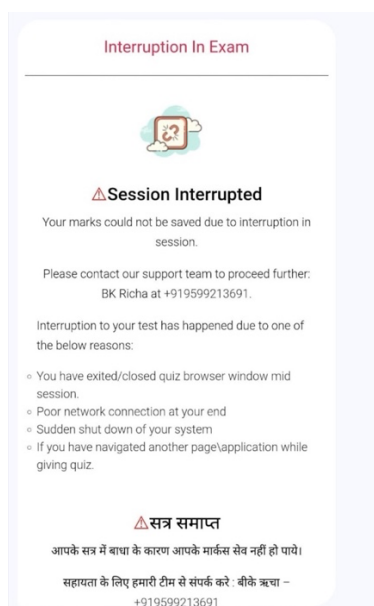 Interruption In Exam
⚠Session Interrupted
Your marks could not be saved due to interruption in
session.
Please contact our support team to proceed further:
BK Richa at +919599213691.
Interruption to your test has happened due to one of
the below reasons:
○ You have exited/closed quiz browser window mid
session.
○ Poor network connection at your end
○ Sudden shut down of your system
○ If you have navigated another page\application while
giving quiz.
⚠सत्र समाप्त
आपके सत्र में बाधा के कारण आपके मार्कस सेव नहीं हो पाये।
सहायता के लिए हमारी टीम से संपर्क करे : बीके ऋचा –
+919599213691